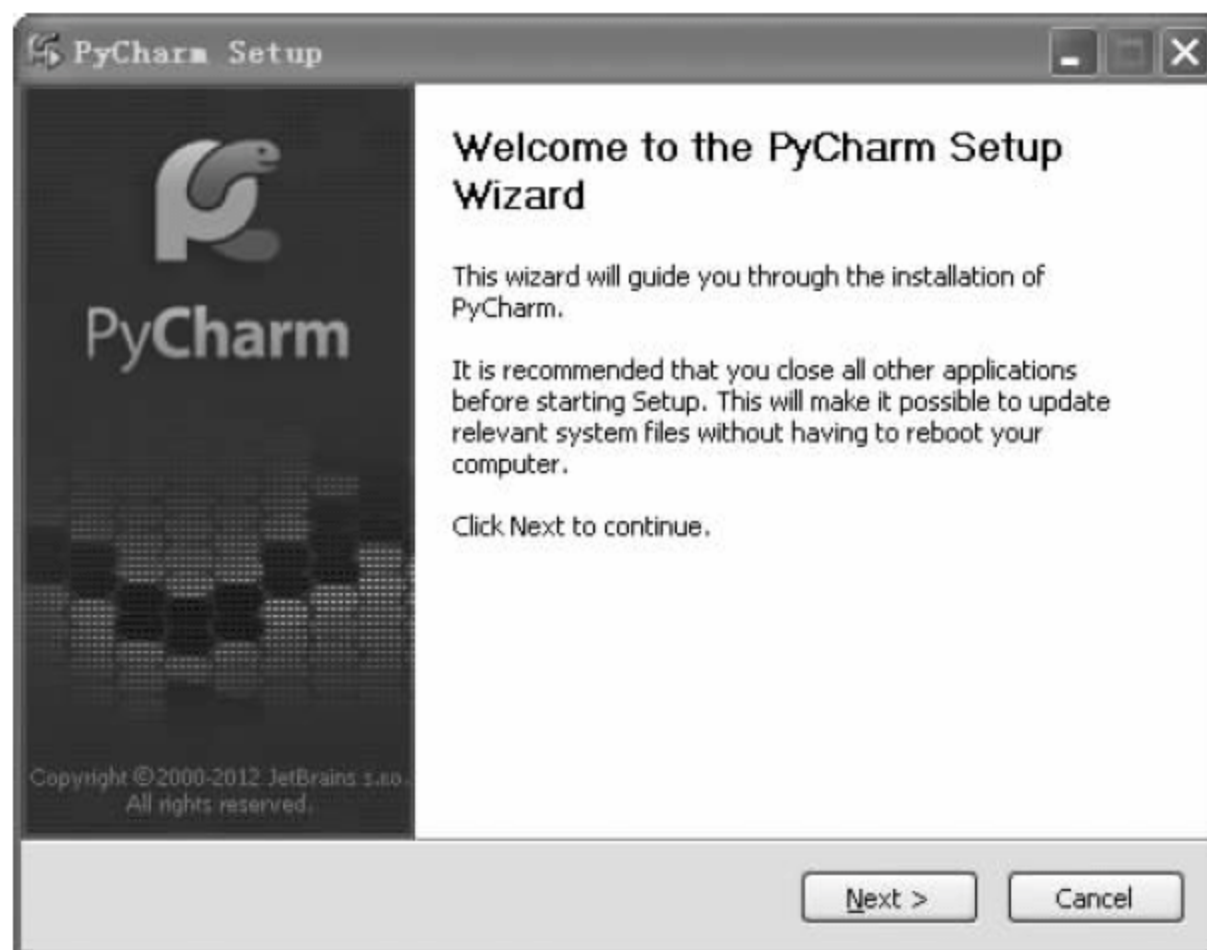 PyCharm Setup
PyCharm
Copyright ©2000-2012 JetBrains s.r.o.
All rights reserved.
Welcome to the PyCharm Setup
Wizard
This wizard will guide you through the installation of
PyCharm.
It is recommended that you close all other applications
before starting Setup. This will make it possible to update
relevant system files without having to reboot your
computer.
Click Next to continue.
Next >
Cancel